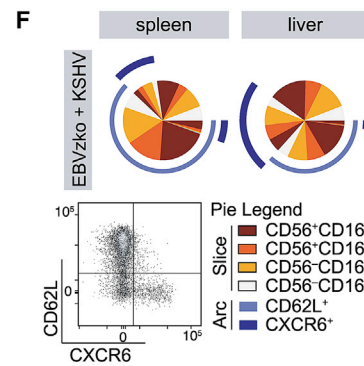 F
spleen
liver
EBVzko + KSHV
10⁵
0
CD62L
0
10⁵
CXCR6
Pie Legend
Slice
CD56⁺CD16
CD56⁺CD16
CD56⁻CD16
CD56⁻CD16
Arc
CD62L⁺
CXCR6⁺